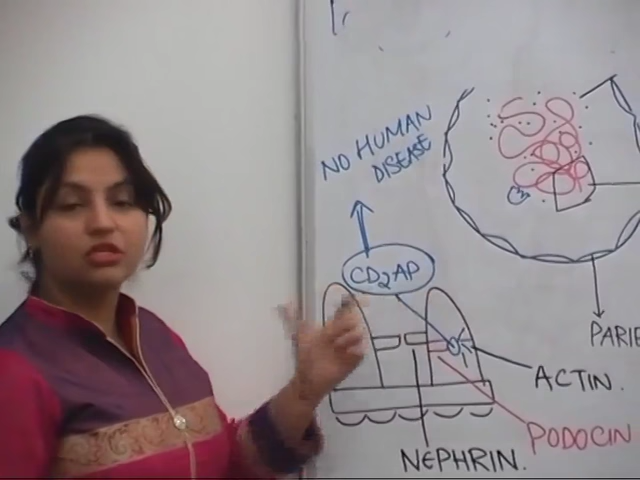 NO HUMAN
DISEASE
CD2AP
PARIE
ACTIN.
PODOCIN
NEPHRIN.